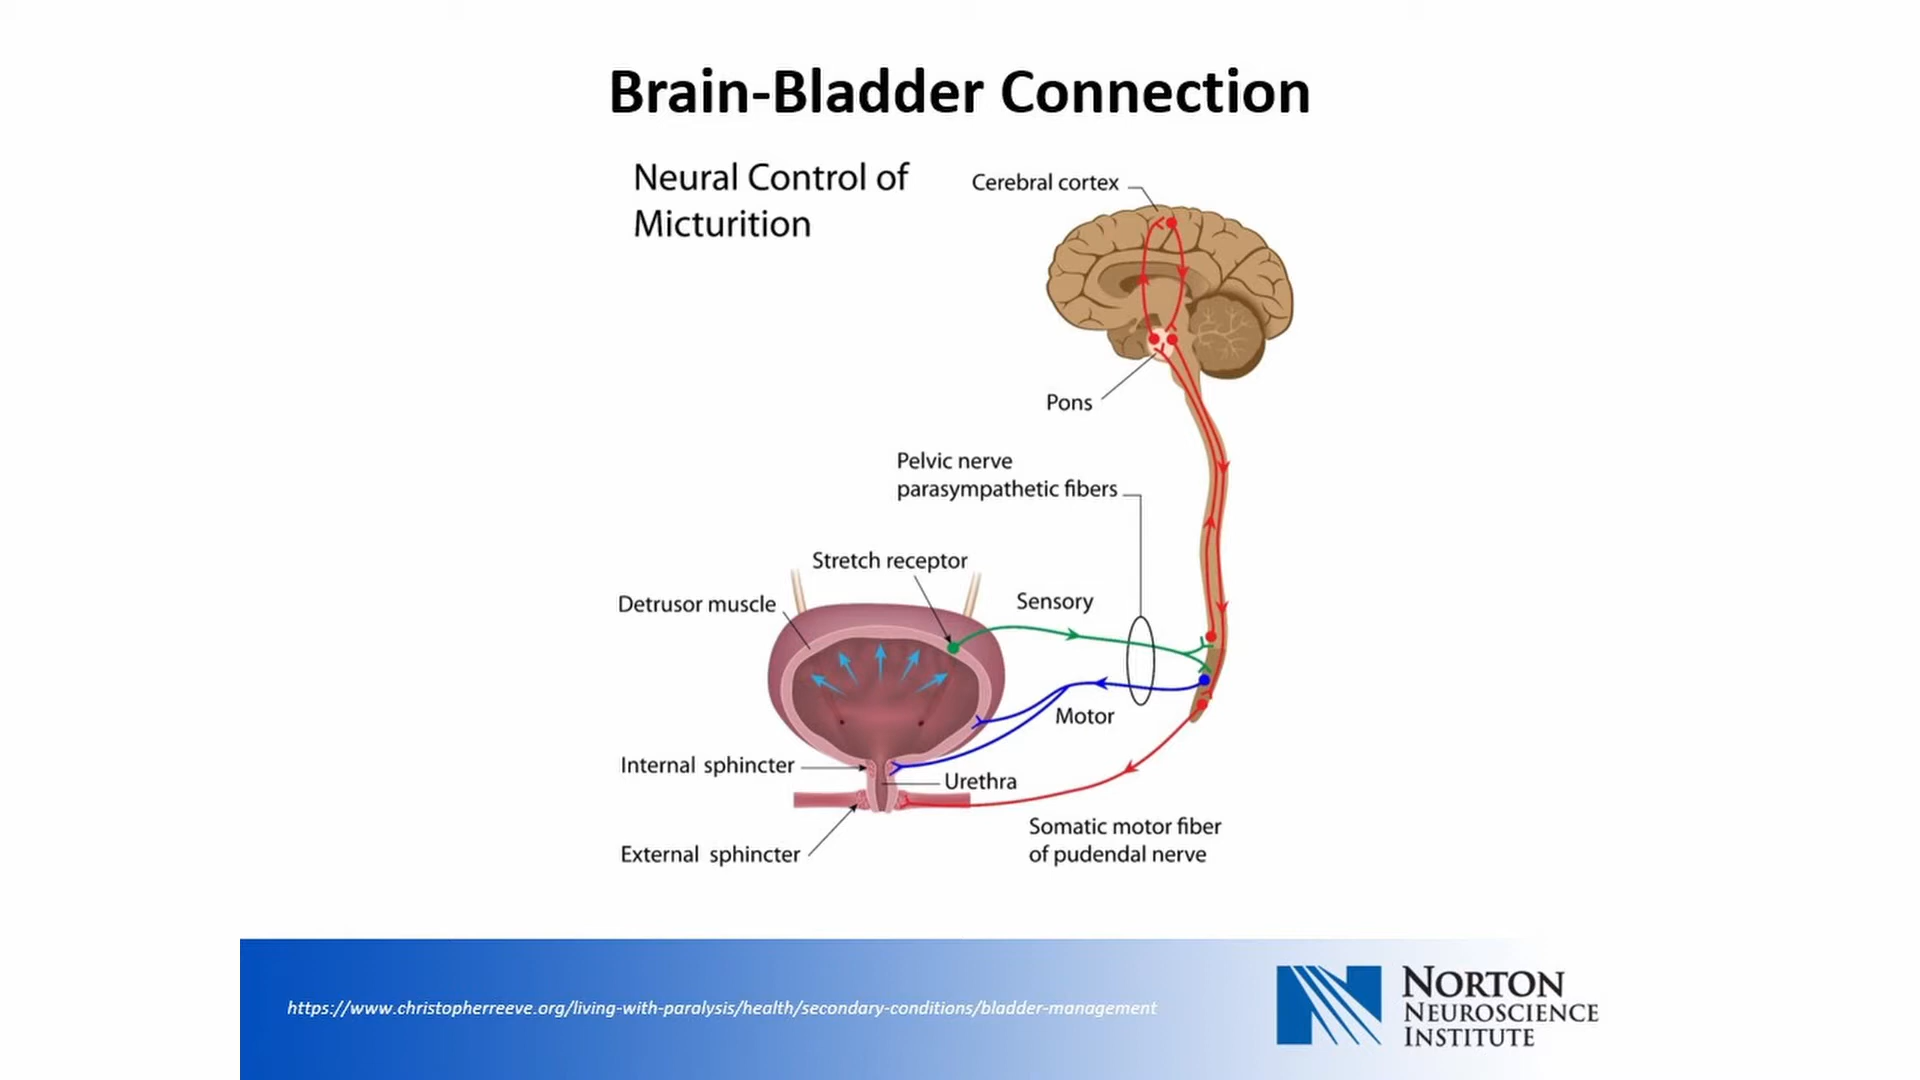 Brain-Bladder Connection
Neural Control of
Micturition
Cerebral cortex
Pons
Pelvic nerve
parasympathetic fibers
Stretch receptor
Detrusor muscle
Sensory
Motor
Internal sphincter
Urethra
External sphincter
Somatic motor fiber
of pudendal nerve
https://www.christopherreeve.org/living-with-paralysis/health/secondary-conditions/bladder-management
NORTON
NEUROSCIENCE
INSTITUTE